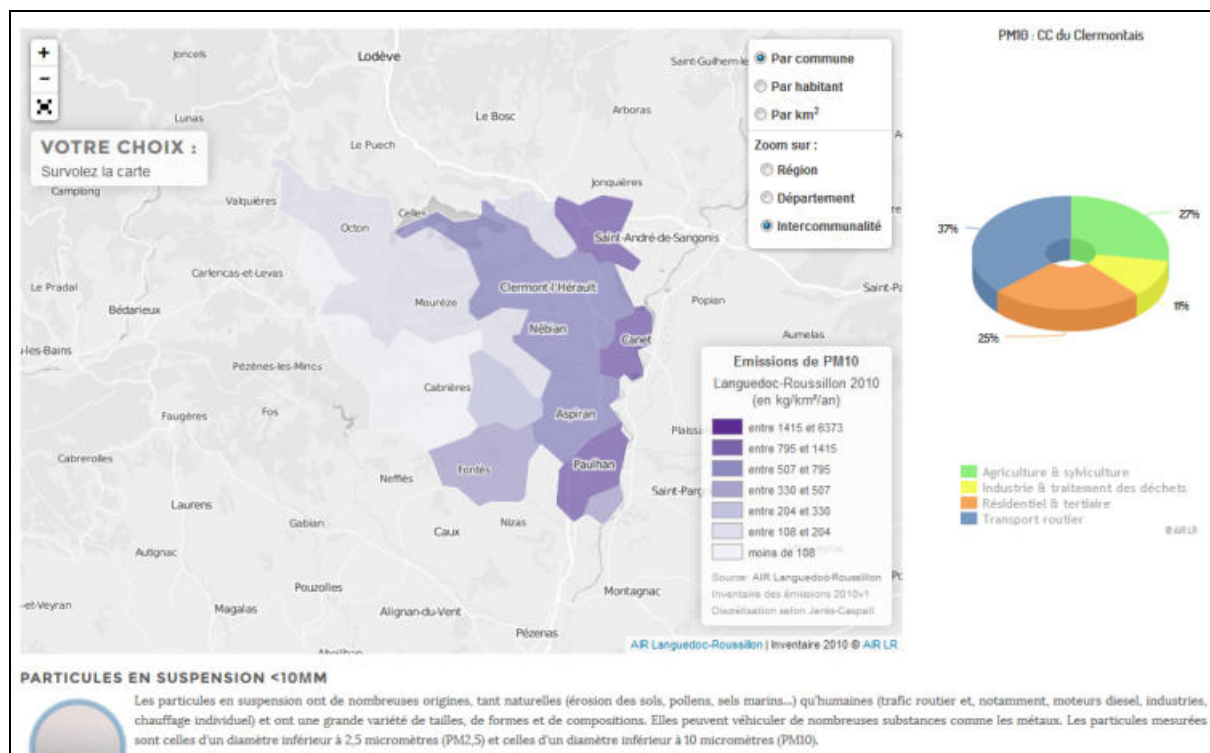 PM10 : CC du Clermontais
+
−
Joncels
Lodève
Par commune
Par habitant
Par km²
Lunas
Le Bosc
Arboras
VOTRE CHOIX :
Survolez la carte
Le Puech
Zoom sur :
Région
Département
Intercommunalité
Camplong
Valquières
Celles
Jonquières
Octon
Saint-André-de-Sangonis
37%
27%
Carlencas-et-Levas
Clermont-l'Hérault
Le Pradal
Mourèze
Popian
Bédarieux
Nébian
Canet
Aumelas
11%
25%
Pézènes-les-Mines
Cabrières
Emissions de PM10
Languedoc-Roussillon 2010
(en kg/km²/an)
Faugères
Fos
Aspiran
entre 1415 et 6373
entre 795 et 1415
entre 507 et 795
entre 330 et 507
entre 204 et 330
entre 108 et 204
moins de 108
Cabrerolles
Neffiès
Fontès
Paulhan
Laurens
Gabian
Caux
Nizas
Agriculture & sylviculture
Industrie & traitement des déchets
Résidentiel & tertiaire
Transport routier
© AIR LR
Autignac
Pouzolles
Montagnac
Source: AIR Languedoc-Roussillon
Inventaire des émissions 2010v1
Discrétisation selon Jenks-Caspall
Magalas
Alignan-du-Vent
Pézenas
AIR Languedoc-Roussillon | Inventaire 2010 © AIR LR
PARTICULES EN SUSPENSION <10MM
Les particules en suspension ont de nombreuses origines, tant naturelles (érosion des sols, pollens, sels marins...) qu'humaines (trafic routier et, notamment, moteurs diesel, industries,
chauffage individuel) et ont une grande variété de tailles, de formes et de compositions. Elles peuvent véhiculer de nombreuses substances comme les métaux. Les particules mesurées
sont celles d'un diamètre inférieur à 2,5 micromètres (PM2,5) et celles d'un diamètre inférieur à 10 micromètres (PM10).